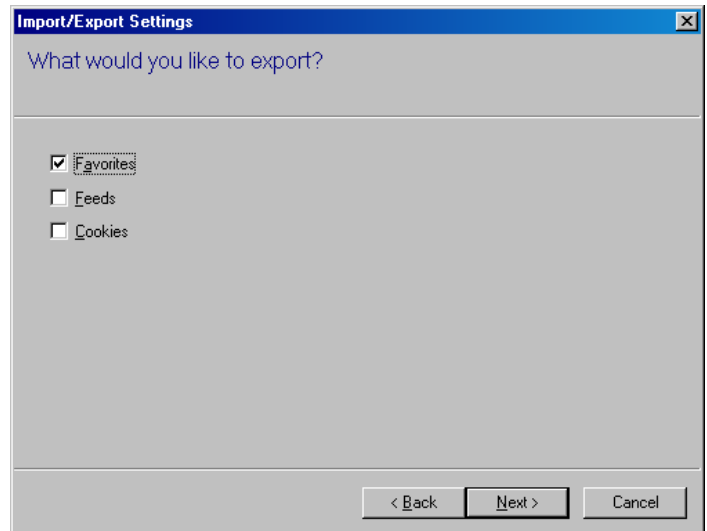 Import/Export Settings
What would you like to export?
Favorites
Feeds
Cookies
< Back Next > Cancel